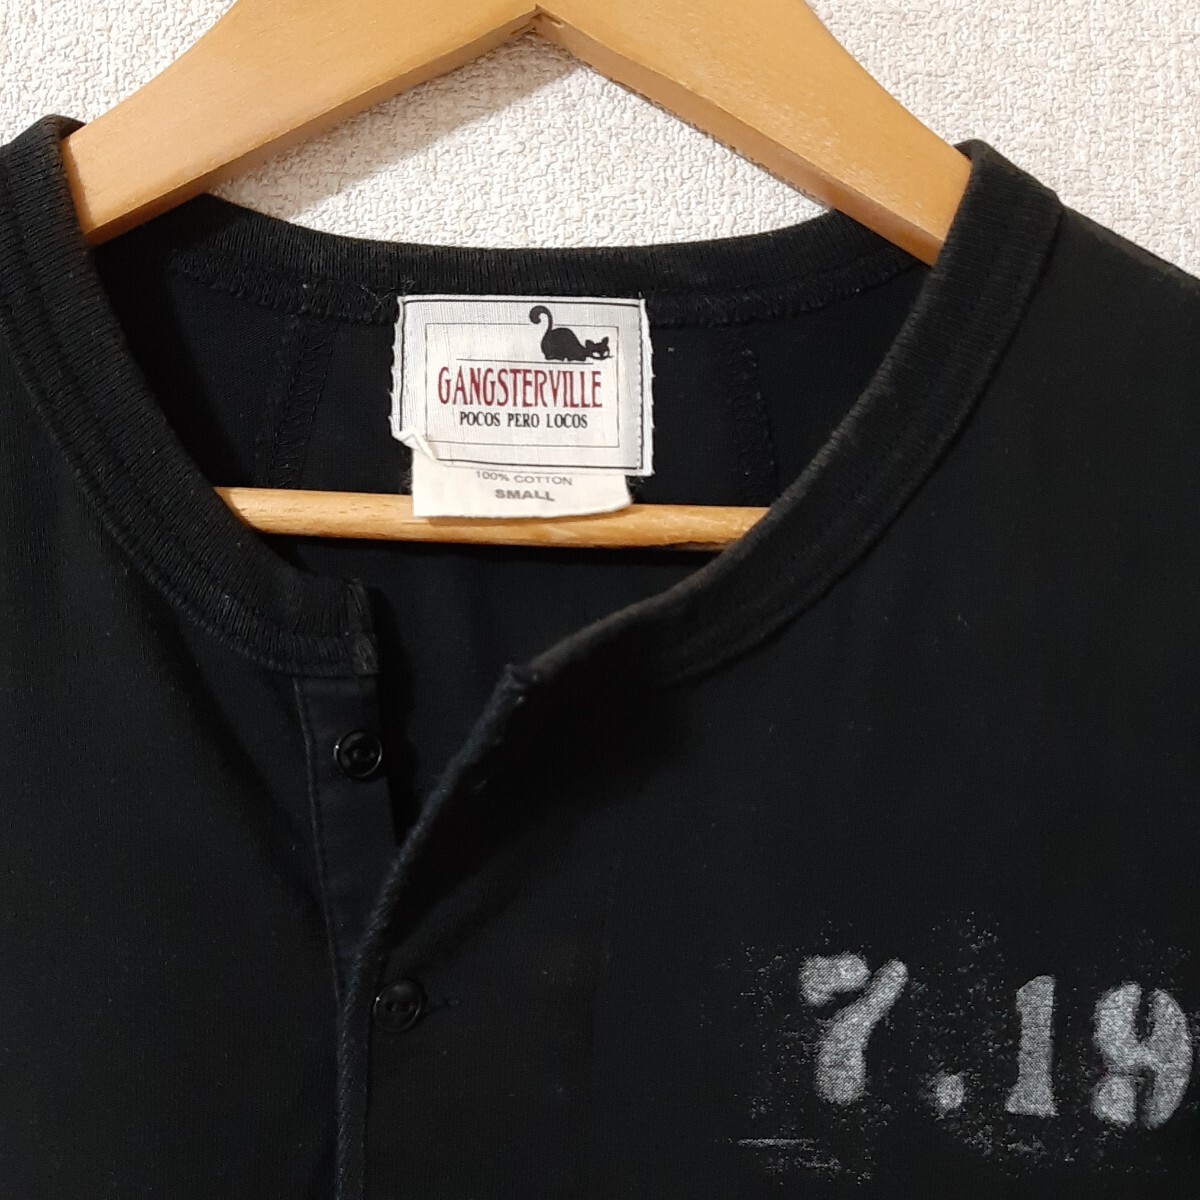 GANGSTERVILLE
POCOS PERO LOCOS
100% COTTON
SMALL
7.19